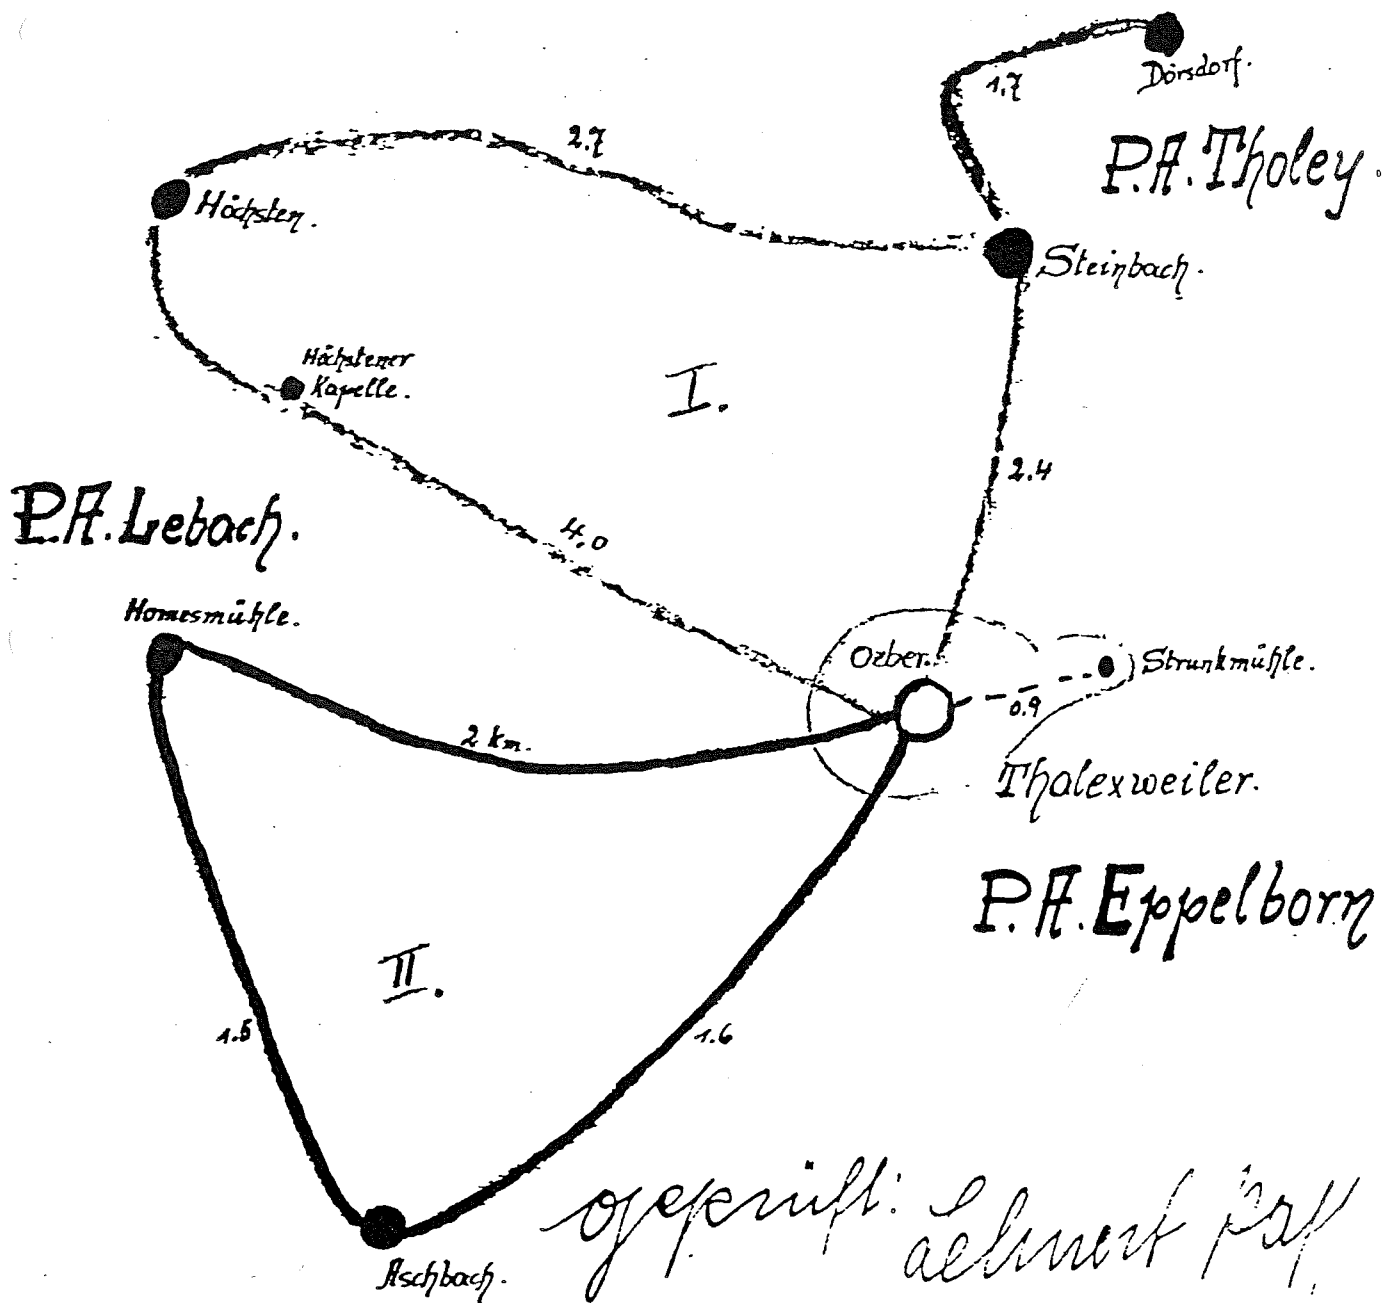 Dörsdorf.
1.7
P.A. Tholey.
2.7
Höchsten.
Steinbach.
Höchstener
Kapelle.
I.
2.4
P.A. Lebach.
4.0
Homesmühle.
Ozber.
Strunkmühle.
0.9
2 km.
Tholexweiler.
P.A. Eppelborn
II.
1.5
1.6
geprüft:
Aschbach.